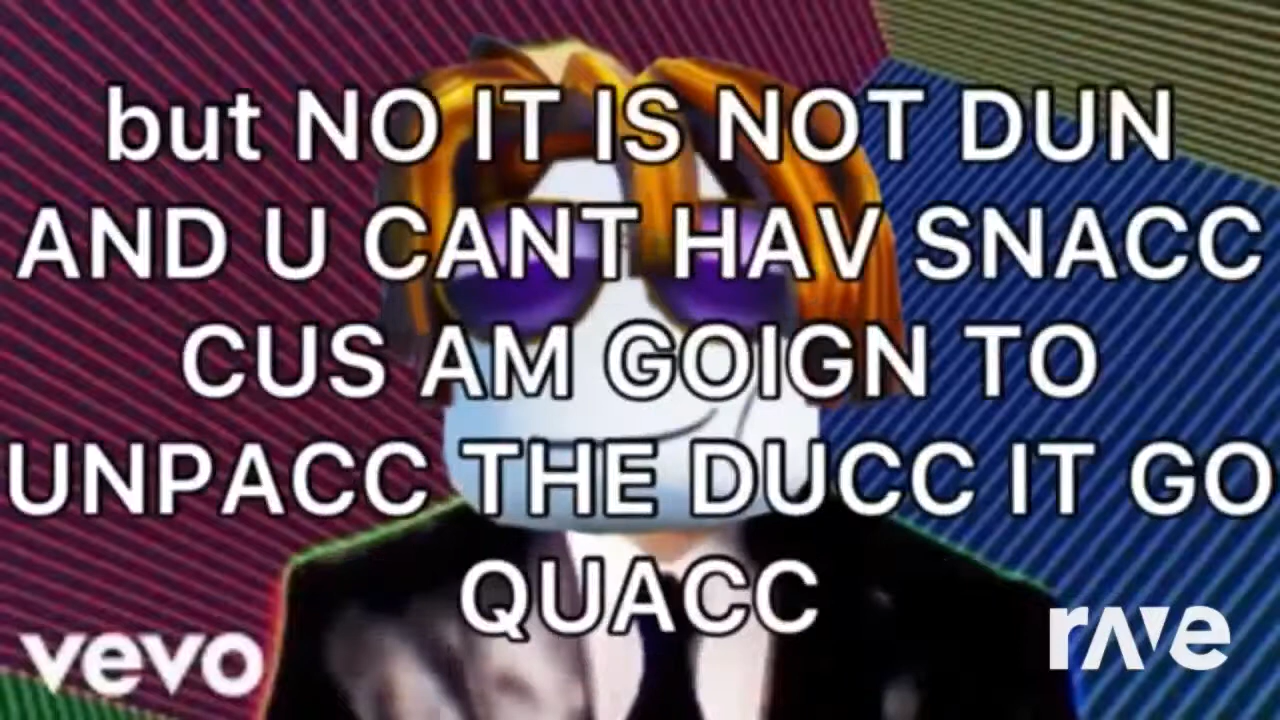 but NO IT IS NOT DUN
AND U CANT HAV SNACC
CUS AM GOIGN TO
UNPACC THE DUCC IT GO
QUACC
vevo
rave